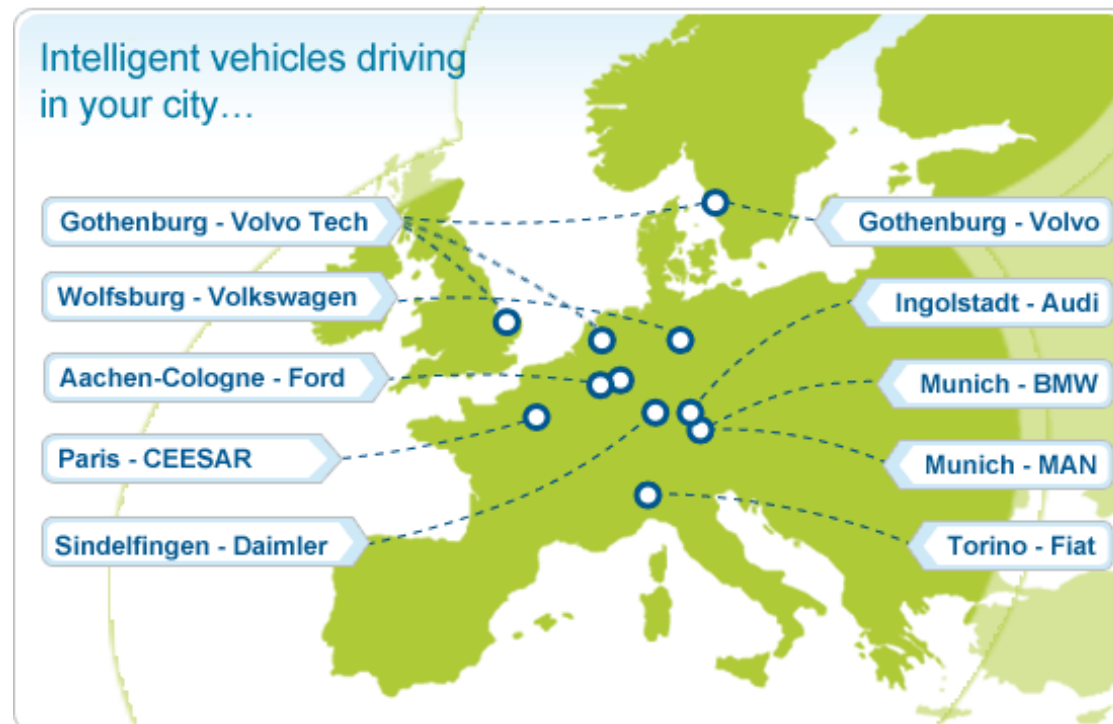 Intelligent vehicles driving
in your city…
Gothenburg - Volvo Tech
Wolfsburg - Volkswagen
Aachen-Cologne - Ford
Paris - CEESAR
Sindelfingen - Daimler
Gothenburg - Volvo
Ingolstadt - Audi
Munich - BMW
Munich - MAN
Torino - Fiat